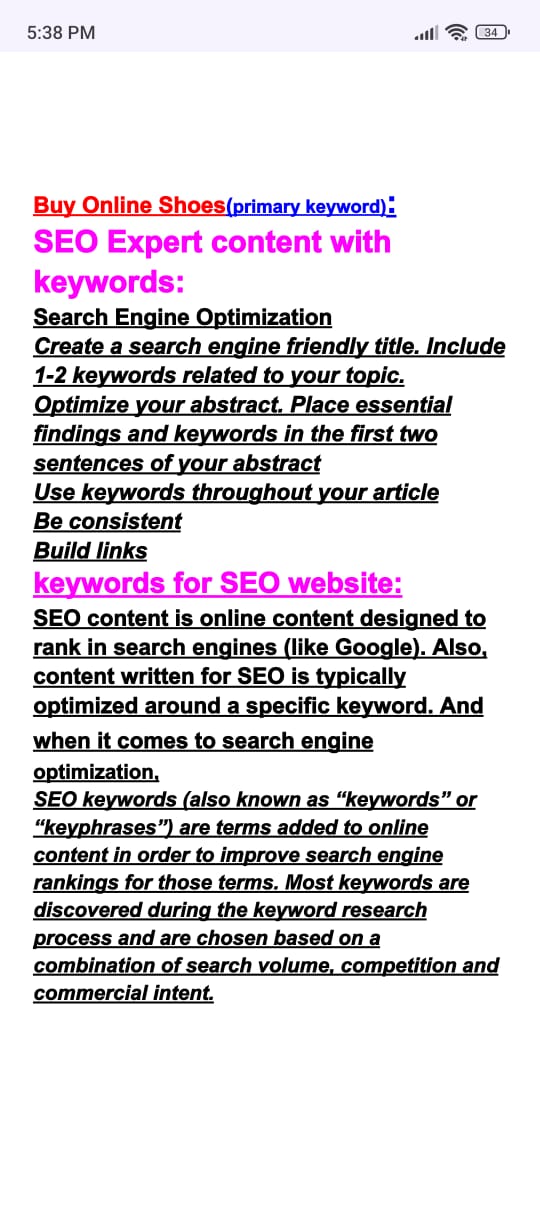 5:38 PM
34
Buy Online Shoes(primary keyword):
SEO Expert content with
keywords:
Search Engine Optimization
Create a search engine friendly title. Include
1-2 keywords related to your topic.
Optimize your abstract. Place essential
findings and keywords in the first two
sentences of your abstract
Use keywords throughout your article
Be consistent
Build links
keywords for SEO website:
SEO content is online content designed to
rank in search engines (like Google). Also,
content written for SEO is typically
optimized around a specific keyword. And
when it comes to search engine
optimization,
SEO keywords (also known as “keywords” or
“keyphrases”) are terms added to online
content in order to improve search engine
rankings for those terms. Most keywords are
discovered during the keyword research
process and are chosen based on a
combination of search volume, competition and
commercial intent.